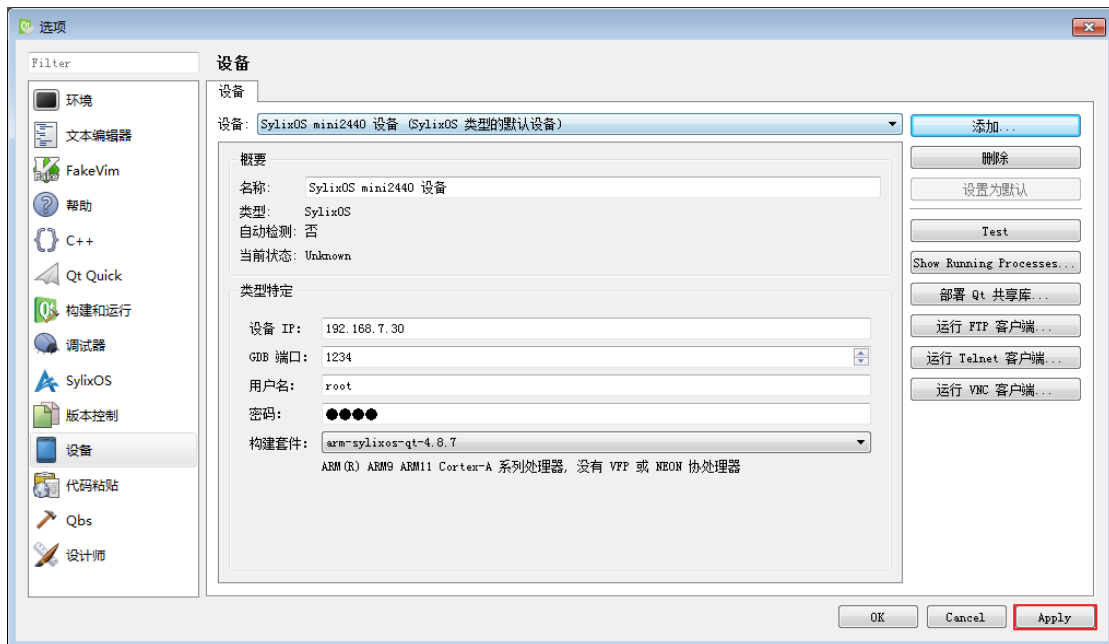 选项
Filter
环境
文本编辑器
FakeVim
帮助
C++
Qt Quick
构建和运行
调试器
SylixOS
版本控制
设备
代码粘贴
Qbs
设计师
设备
设备
设备: SylixOS mini2440 设备 (SylixOS 类型的默认设备)
概要
名称: SylixOS mini2440 设备
类型: SylixOS
自动检测: 否
当前状态: Unknown
类型特定
设备 IP: 192.168.7.30
GDB 端口: 1234
用户名: root
密码: ●●●●
构建套件: arm-sylixos-qt-4.8.7
ARM(R) ARM9 ARM11 Cortex-A 系列处理器, 没有 VFP 或 NEON 协处理器
添加...
删除
设置为默认
Test
Show Running Processes...
部署 Qt 共享库...
运行 FTP 客户端...
运行 Telnet 客户端...
运行 VNC 客户端...
OK Cancel Apply